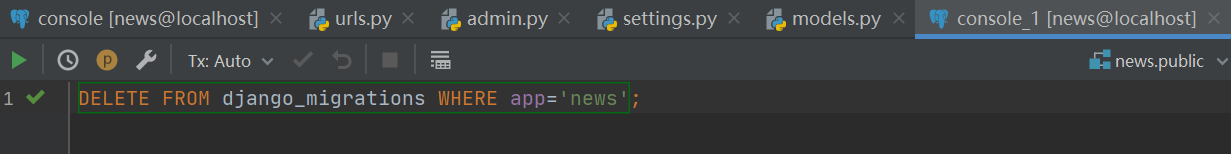 console [news@localhost] urls.py admin.py settings.py models.py console_1 [news@localhost]
p Tx: Auto news.public
1 DELETE FROM django_migrations WHERE app='news';